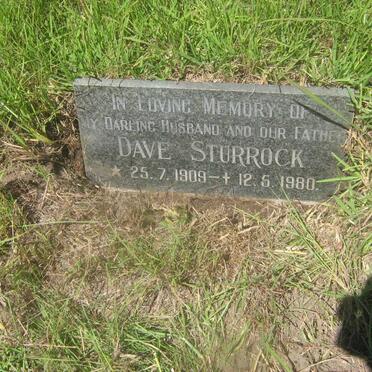 IN LOVING MEMORY OF
MY DARLING HUSBAND AND OUR FATHER
DAVE STURROCK
★ 25.7.1909 – ✝ 12.5.1980.